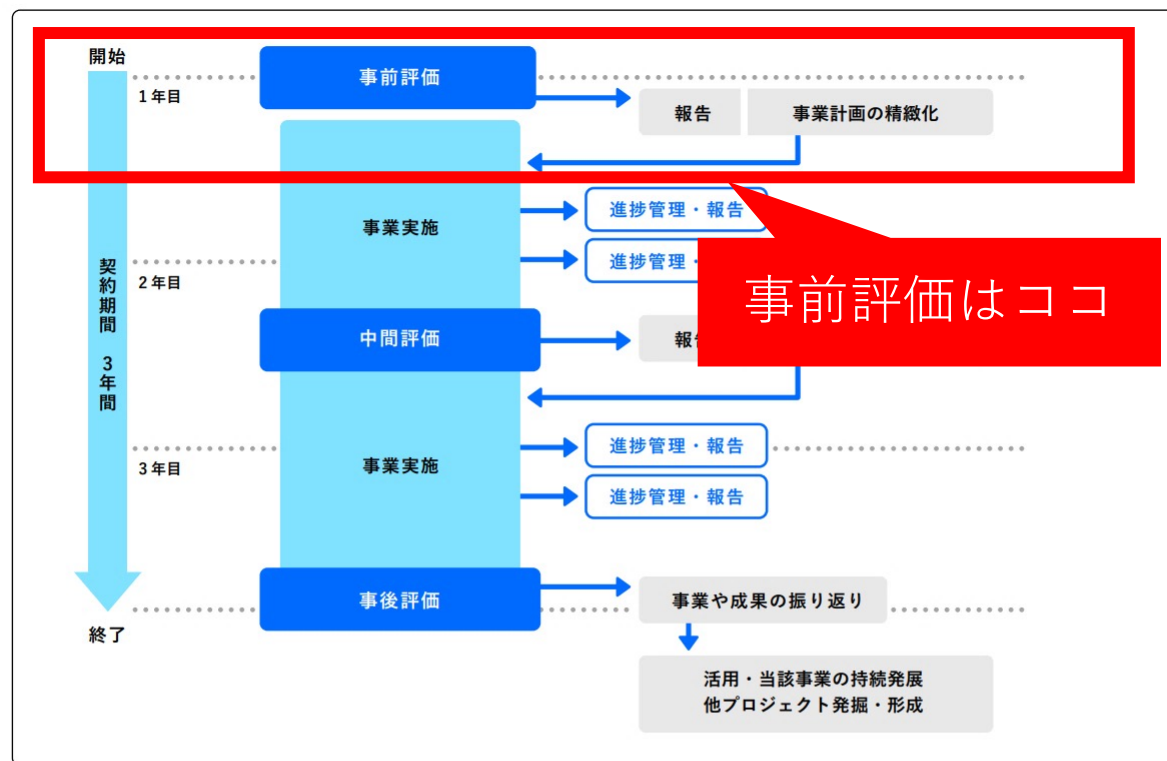 開始
事前評価
1年目
報告
事業計画の精緻化
事業実施
進捗管理・報告
進捗管理・
事前評価はココ
契約期間 3年間
2年目
中間評価
3年目
事業実施
進捗管理・報告
進捗管理・報告
事後評価
事業や成果の振り返り
終了
活用・当該事業の持続発展
他プロジェクト発掘・形成